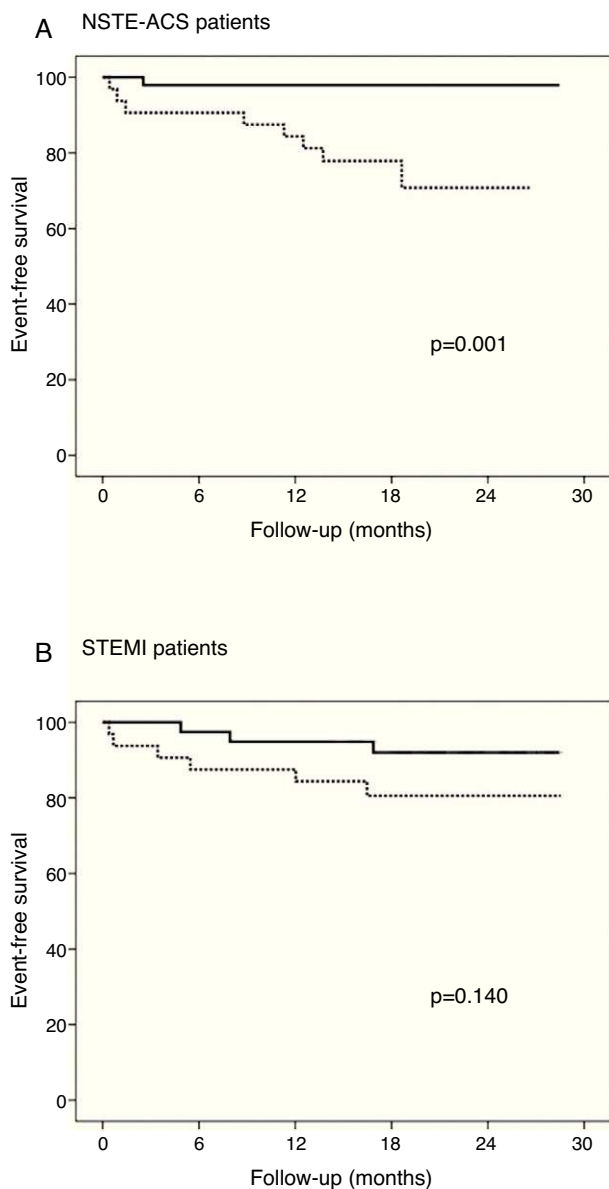 A NSTE-ACS patients
100
80
60
40
20
0
Event-free survival
p=0.001
0 6 12 18 24 30
Follow-up (months)
B STEMI patients
100
80
60
40
20
0
Event-free survival
p=0.140
0 6 12 18 24 30
Follow-up (months)